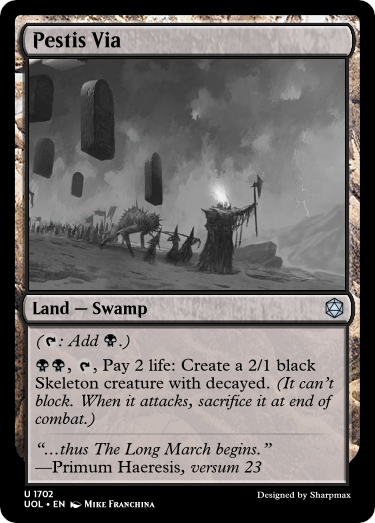 Pestis Via
Land — Swamp
(T: Add B.)
BB, T, Pay 2 life: Create a 2/1 black
Skeleton creature with decayed. (It can't
block. When it attacks, sacrifice it at end of
combat.)
“…thus The Long March begins.”
—Primum Haeresis, versum 23
U 1702
UOL • EN Mike Franchina
Designed by Sharpmax